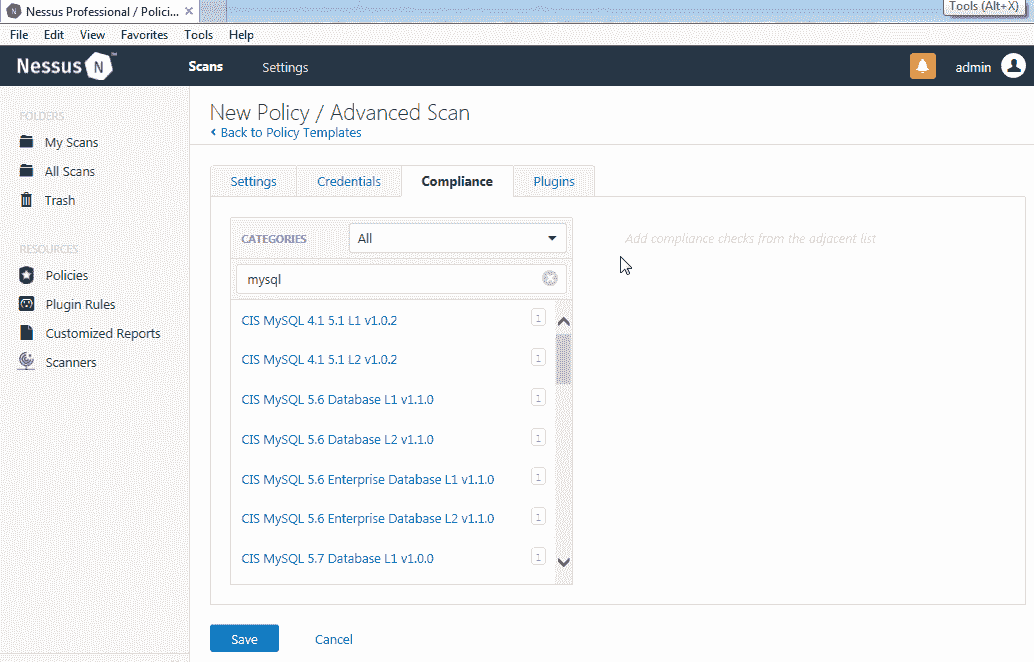 Nessus Professional / Polici... ×
Tools (Alt+X)
File Edit View Favorites Tools Help
Nessus N ™
Scans Settings
admin
FOLDERS
My Scans
All Scans
Trash
RESOURCES
Policies
Plugin Rules
Customized Reports
Scanners
New Policy / Advanced Scan
Back to Policy Templates
Settings Credentials Compliance Plugins
CATEGORIES All
Add compliance checks from the adjacent list
mysql
CIS MySQL 4.1 5.1 L1 v1.0.2 1
CIS MySQL 4.1 5.1 L2 v1.0.2 1
CIS MySQL 5.6 Database L1 v1.1.0 1
CIS MySQL 5.6 Database L2 v1.1.0 1
CIS MySQL 5.6 Enterprise Database L1 v1.1.0 1
CIS MySQL 5.6 Enterprise Database L2 v1.1.0 1
CIS MySQL 5.7 Database L1 v1.0.0 1
Save Cancel